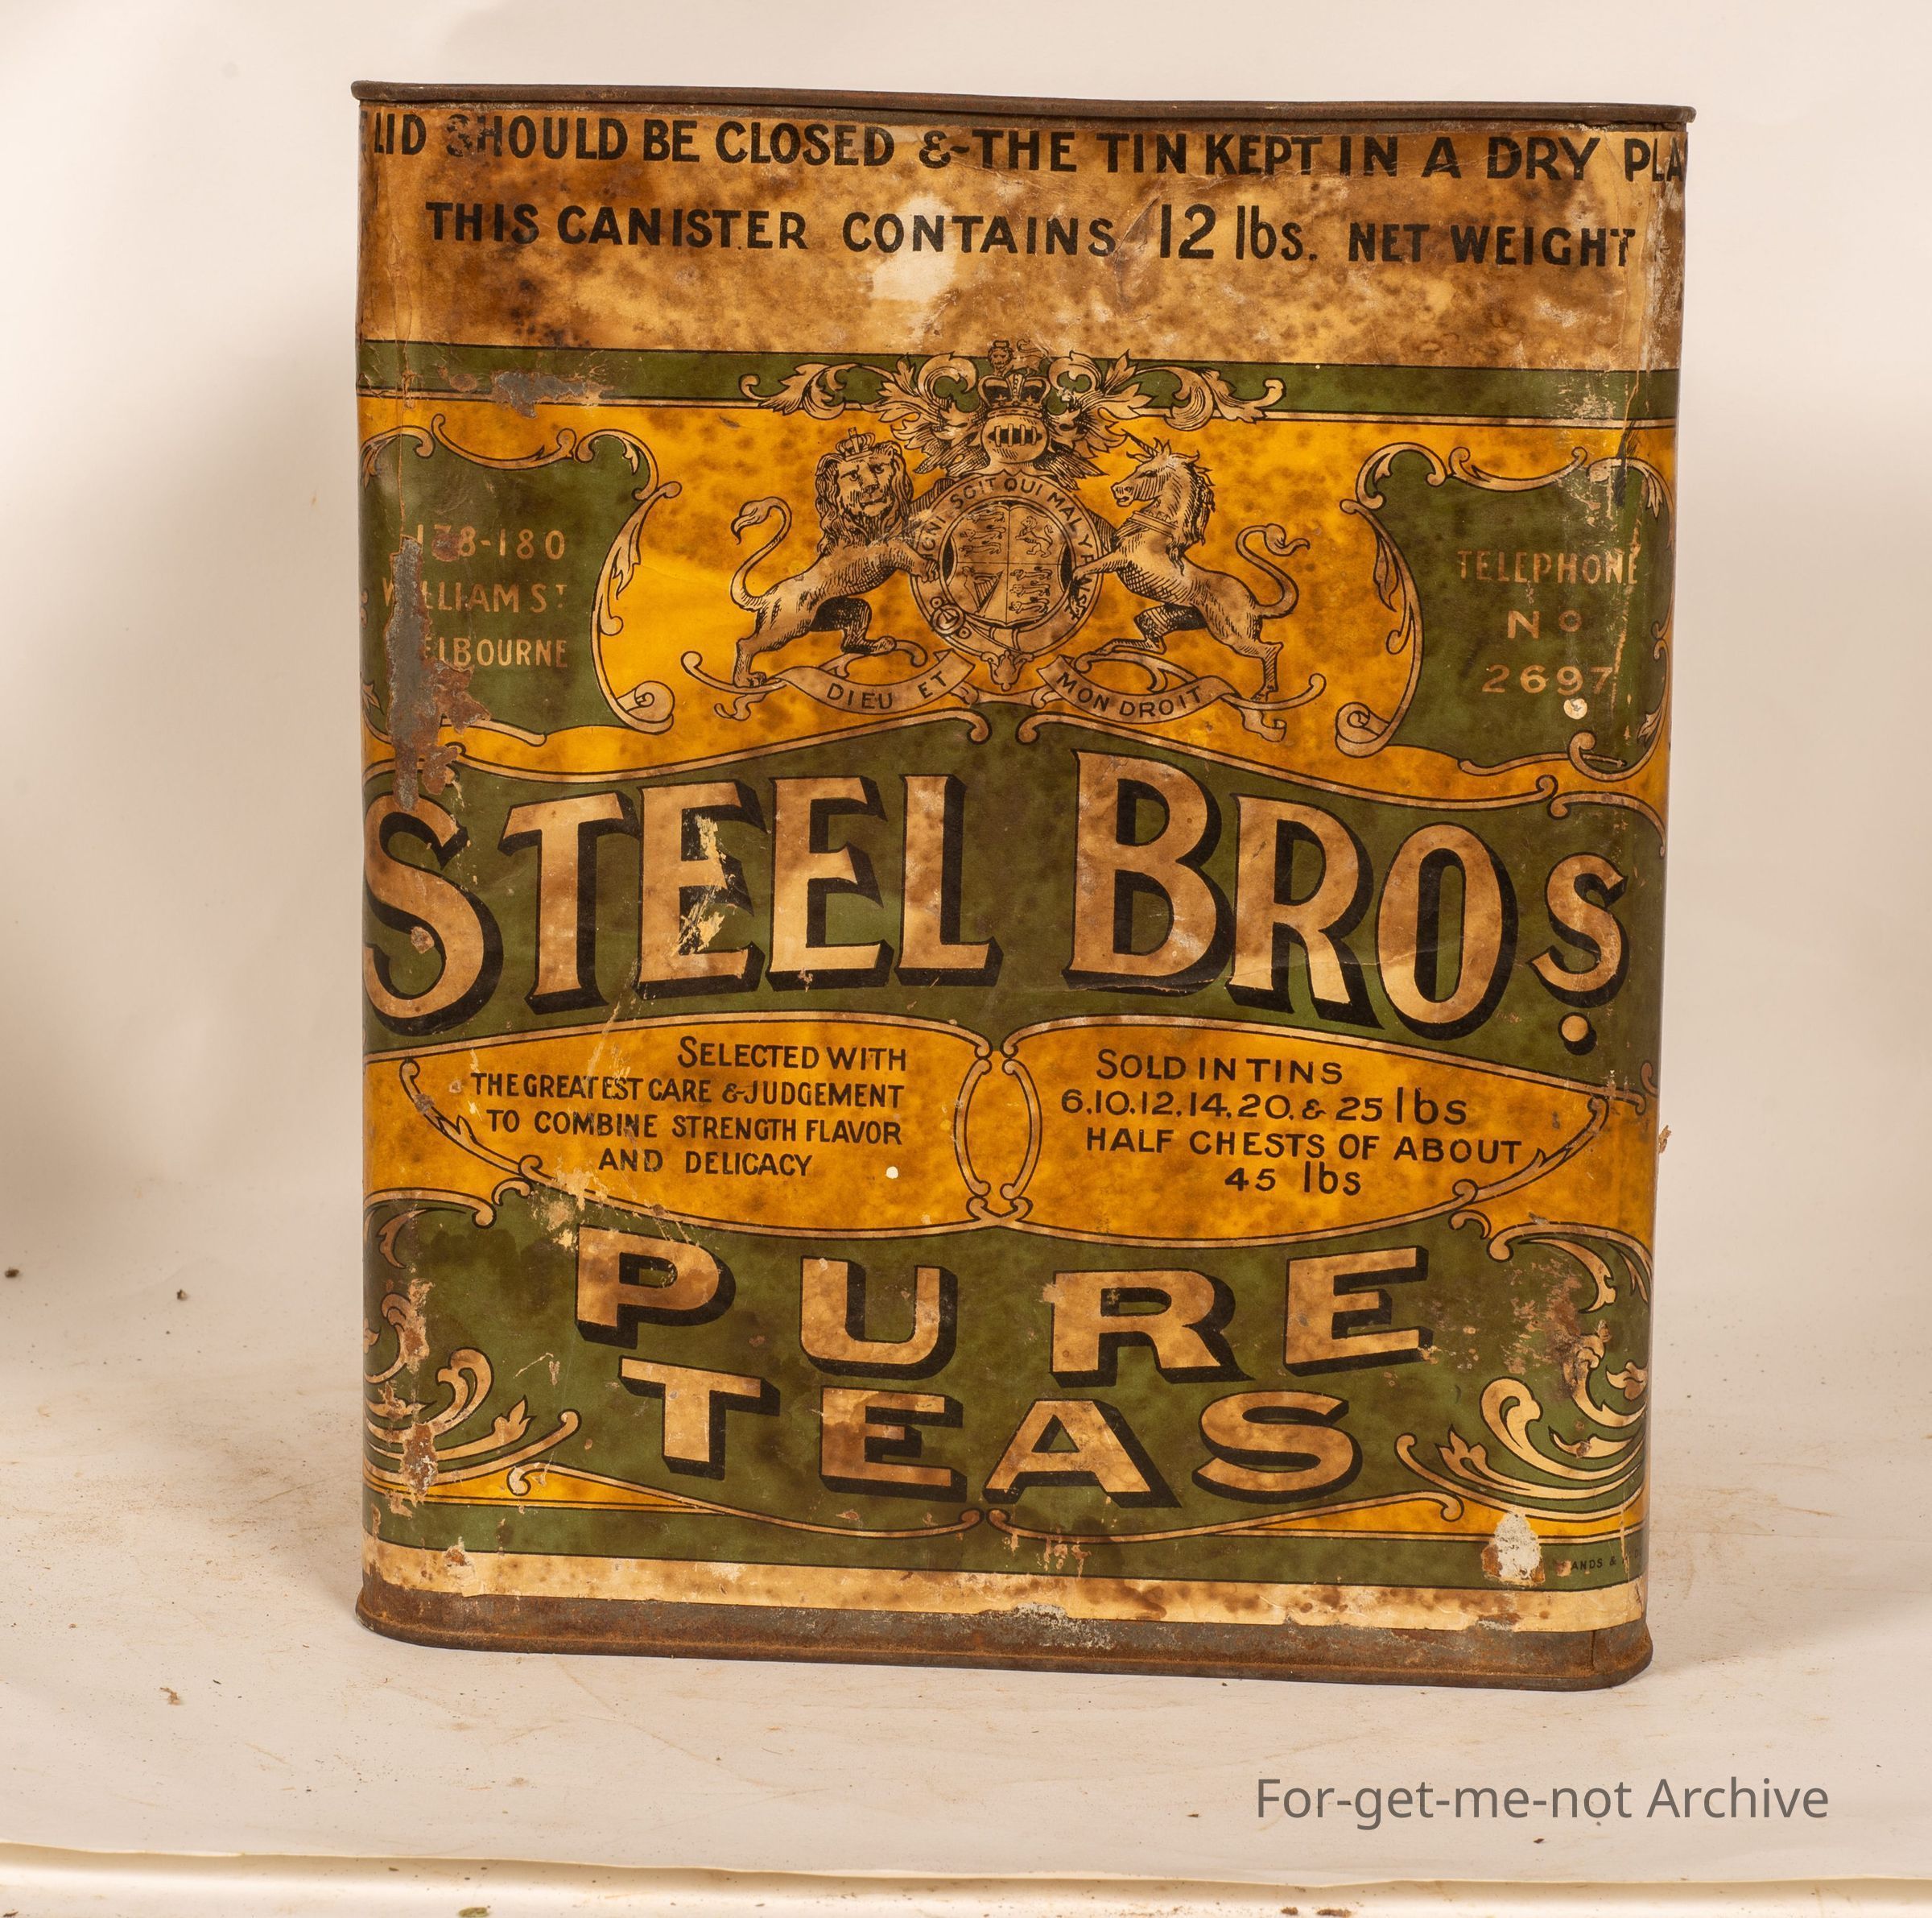 LID SHOULD BE CLOSED & THE TIN KEPT IN A DRY PLA
THIS CANISTER CONTAINS 12 lbs. NET WEIGHT
SOIT QUI MAL Y
DIEU ET MON DROIT
-180
WILLIAM ST
ELBOURNE
TELEPHONE
No
2697
STEEL BROS.
SELECTED WITH
THE GREATEST CARE & JUDGEMENT
TO COMBINE STRENGTH FLAVOR
AND DELICACY
SOLD IN TINS
6,10,12,14,20,& 25 lbs
HALF CHESTS OF ABOUT
45 lbs
PURE
TEAS
ANDS &
For-get-me-not Archive